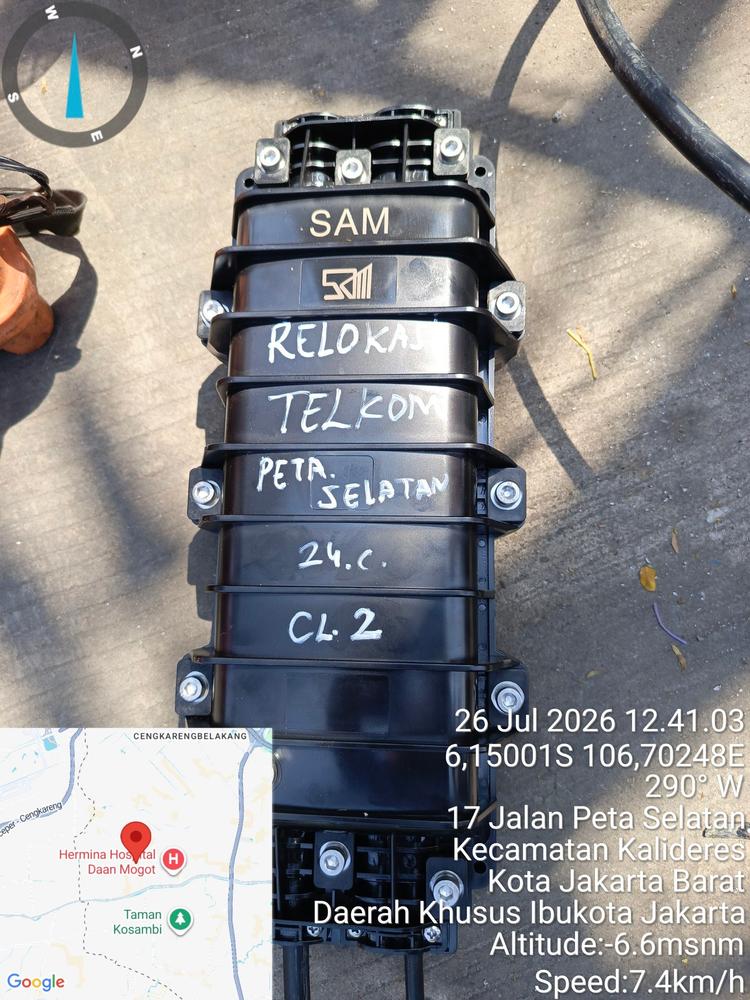 W
N
S
E
SAM
SAM
RELOKASI
TELKOM
PETA.
SELATAN
24.C.
CL.2
26 Jul 2026 12.41.03
6,15001S 106,70248E
290° W
17 Jalan Peta Selatan
Kecamatan Kalideres
Kota Jakarta Barat
Daerah Khusus Ibukota Jakarta
Altitude:-6.6msnm
Speed:7.4km/h
CENGKARENGBELAKANG
Cengkareng
Hermina Hospital
Daan Mogot
H
Taman
Kosambi
Google